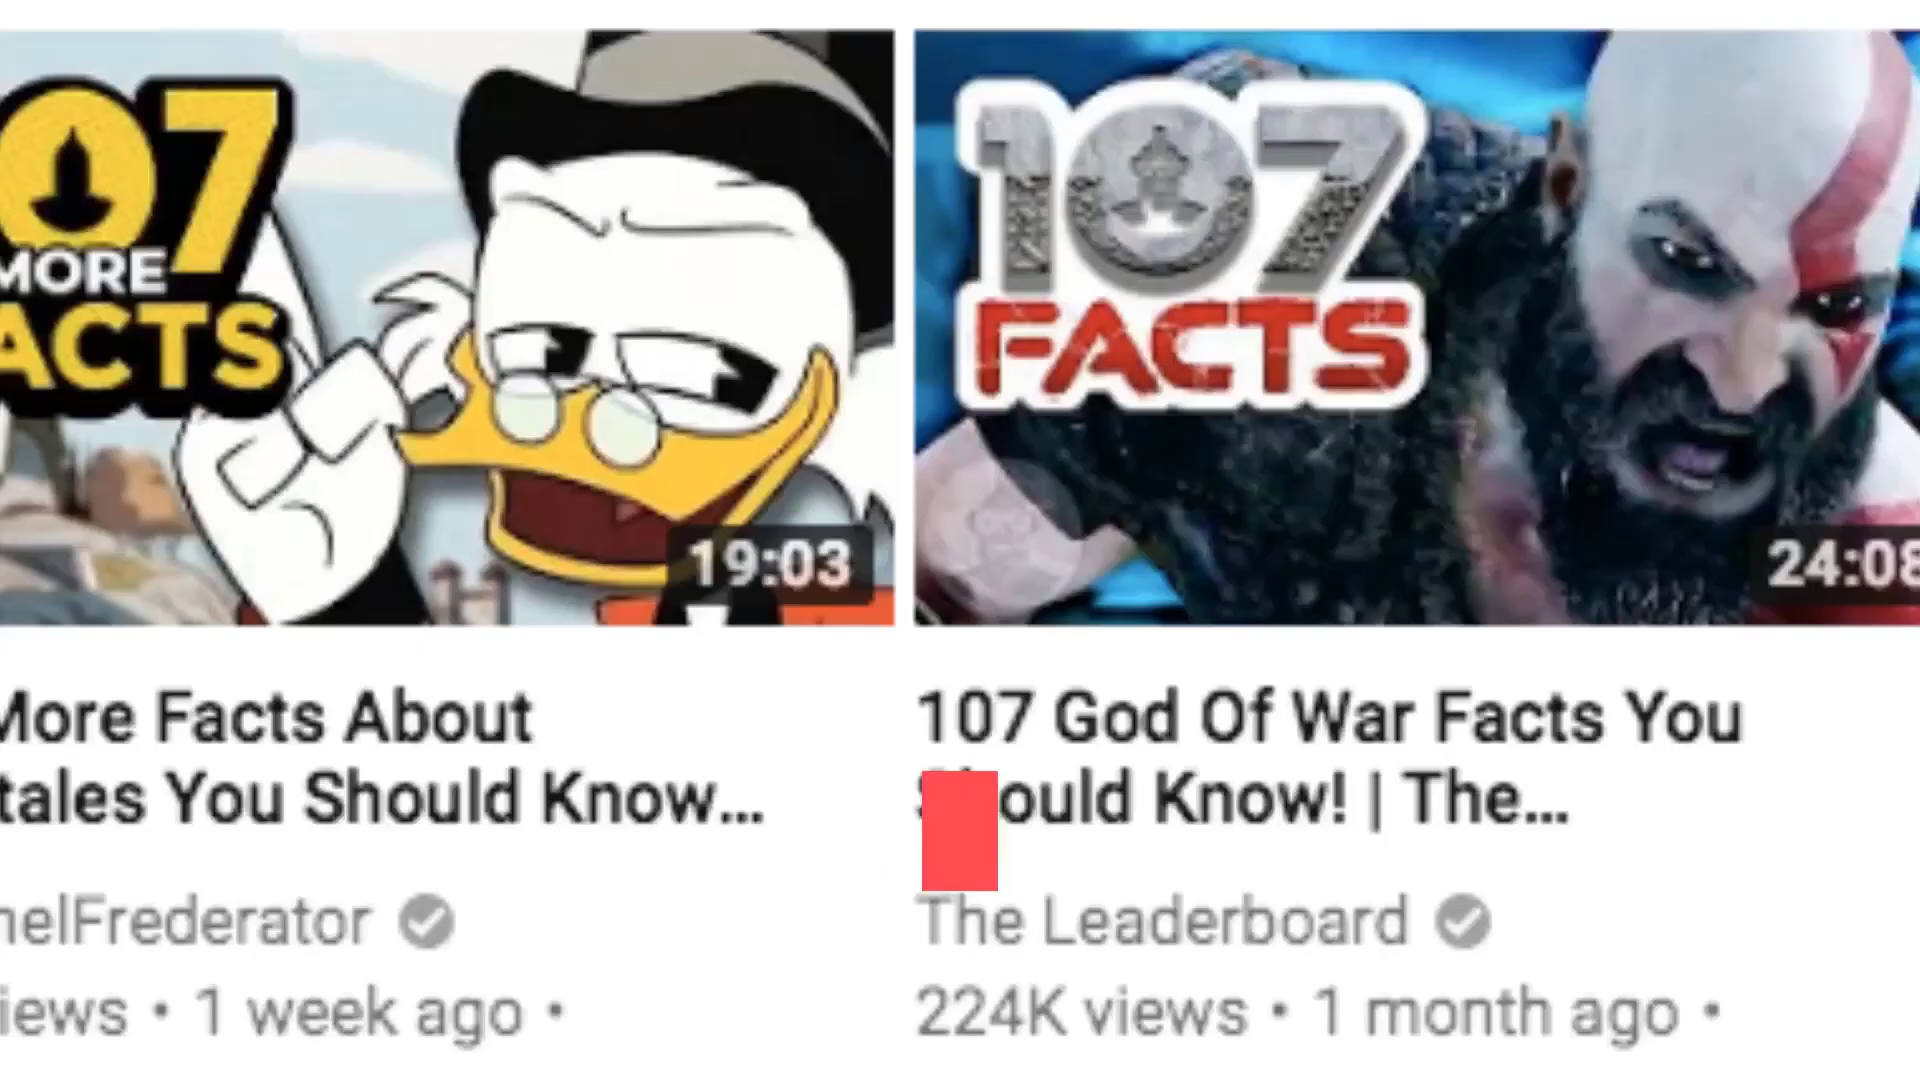 07
MORE
ACTS
19:03
107
FACTS
24:08
More Facts About
tales You Should Know...
nelFrederator
iews • 1 week ago •
107 God Of War Facts You
ould Know! | The...
The Leaderboard
224K views • 1 month ago •